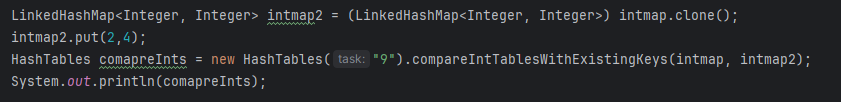 LinkedHashMap<Integer, Integer> intmap2 = (LinkedHashMap<Integer, Integer>) intmap.clone();
intmap2.put(2,4);
HashTables comapreInts = new HashTables( task: "9").compareIntTablesWithExistingKeys(intmap, intmap2);
System.out.println(comapreInts);